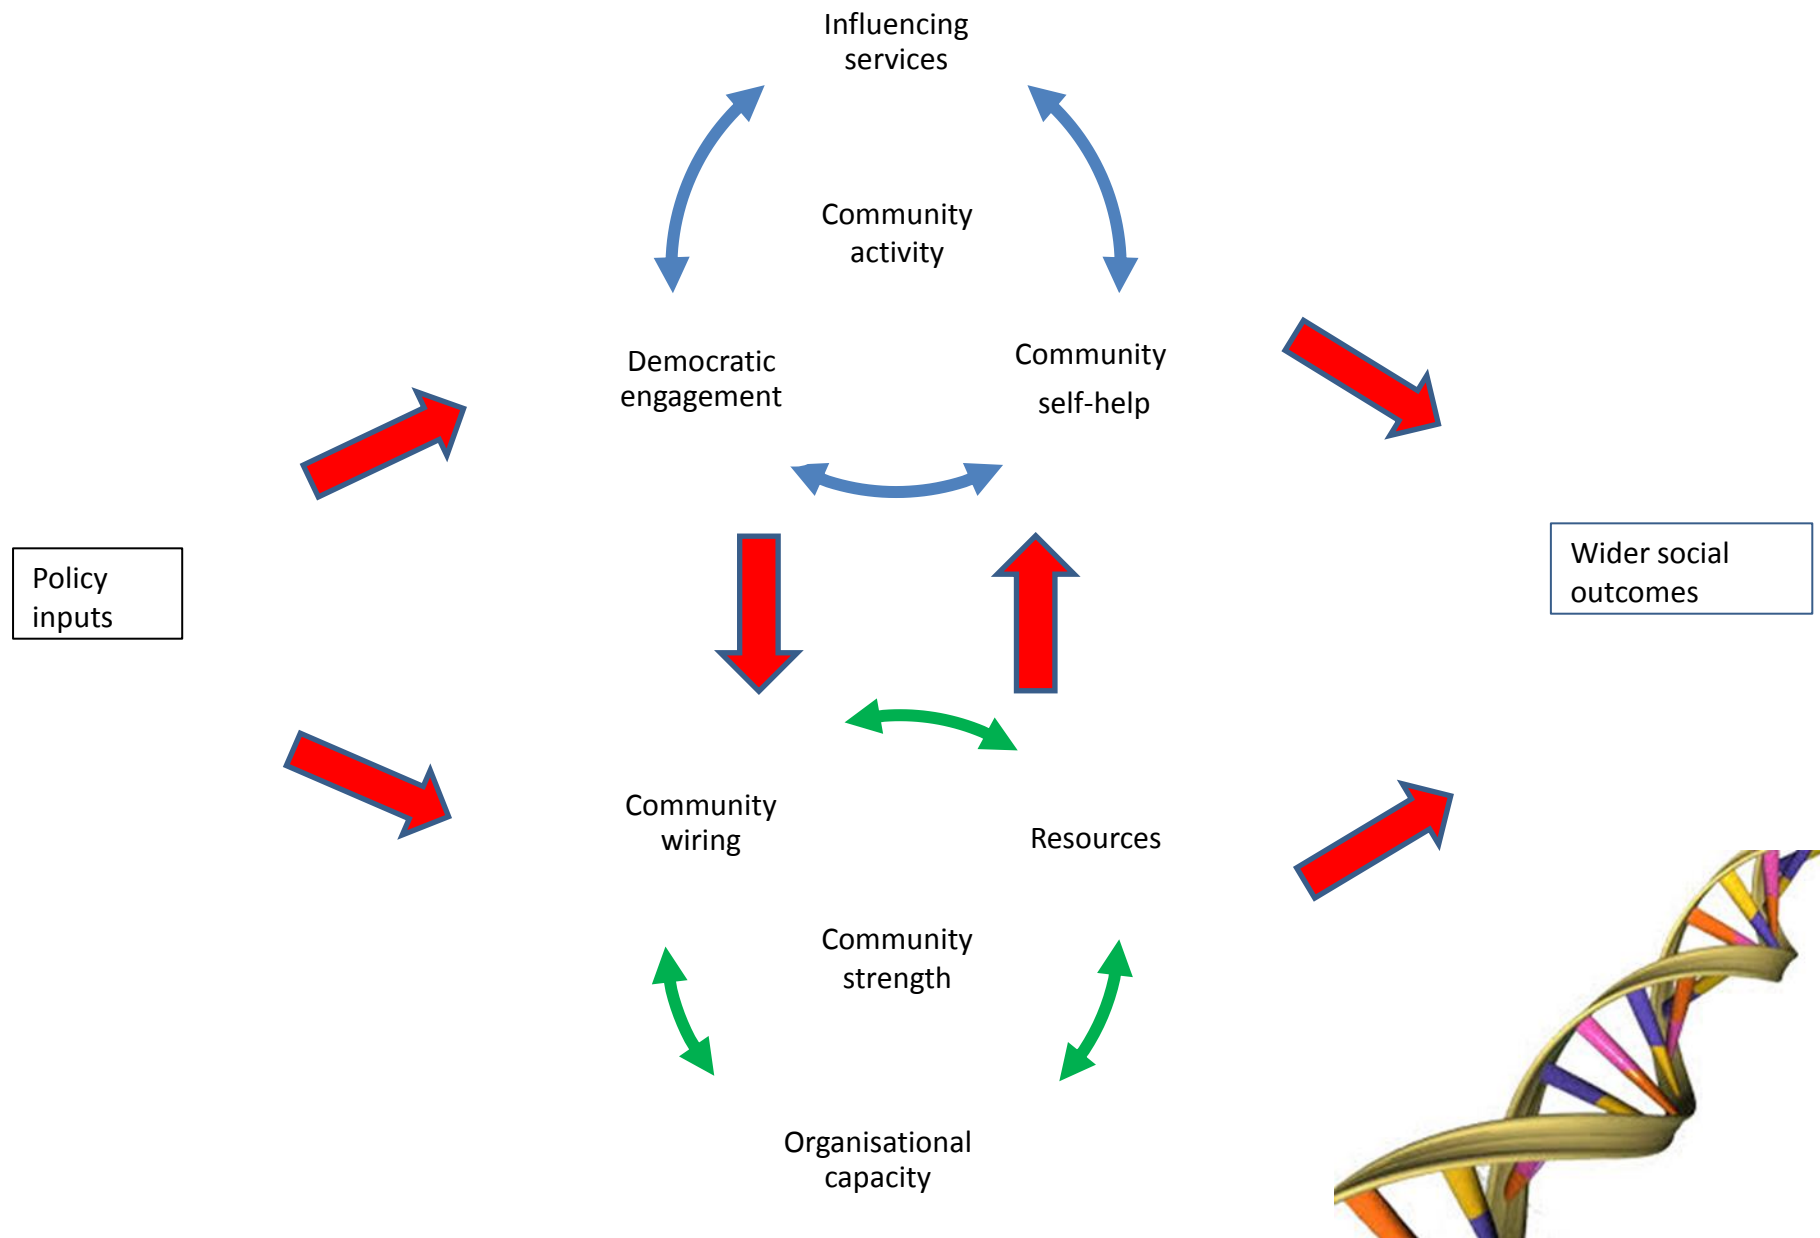 Influencing
services
Community
activity
Democratic
engagement
Community
self-help
Policy
inputs
Wider social
outcomes
Community
wiring
Resources
Community
strength
Organisational
capacity